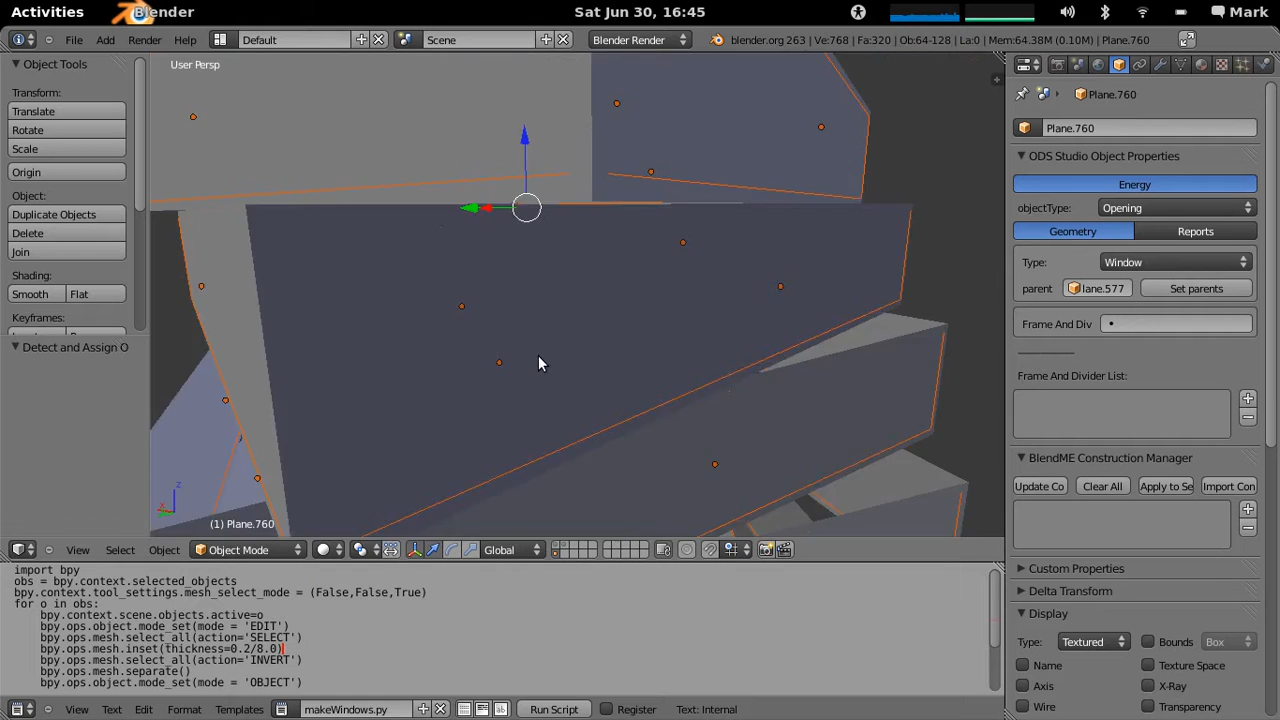 Activities Blender Sat Jun 30, 16:45 Mark
File Add Render Help Default Scene Blender Render blender.org 263 | Ve:768 | Fa:320 | Ob:64-128 | La:0 | Mem:64.38M (0.10M) | Plane.760
Object Tools
Transform:
Translate
Rotate
Scale
Origin
Object:
Duplicate Objects
Delete
Join
Shading:
Smooth Flat
Keyframes:
Detect and Assign O
User Persp
z
x
(1) Plane.760
Plane.760
Plane.760
ODS Studio Object Properties
Energy
objectType: Opening
Geometry Reports
Type: Window
parent lane.577 Set parents
Frame And Div
Frame And Divider List:
BlendME Construction Manager
Update Co Clear All Apply to Se Import Con
Custom Properties
Delta Transform
Display
Type: Textured Bounds Box
Name Texture Space
Axis X-Ray
Wire Transparency
View Select Object Object Mode Global
import bpy
obs = bpy.context.selected_objects
bpy.context.tool_settings.mesh_select_mode = (False,False,True)
for o in obs:
bpy.context.scene.objects.active=o
bpy.ops.object.mode_set(mode = 'EDIT')
bpy.ops.mesh.select_all(action='SELECT')
bpy.ops.mesh.inset(thickness=0.2/8.0)
bpy.ops.mesh.select_all(action='INVERT')
bpy.ops.mesh.separate()
bpy.ops.object.mode_set(mode = 'OBJECT')
View Text Edit Format Templates makeWindows.py Run Script Register Text: Internal